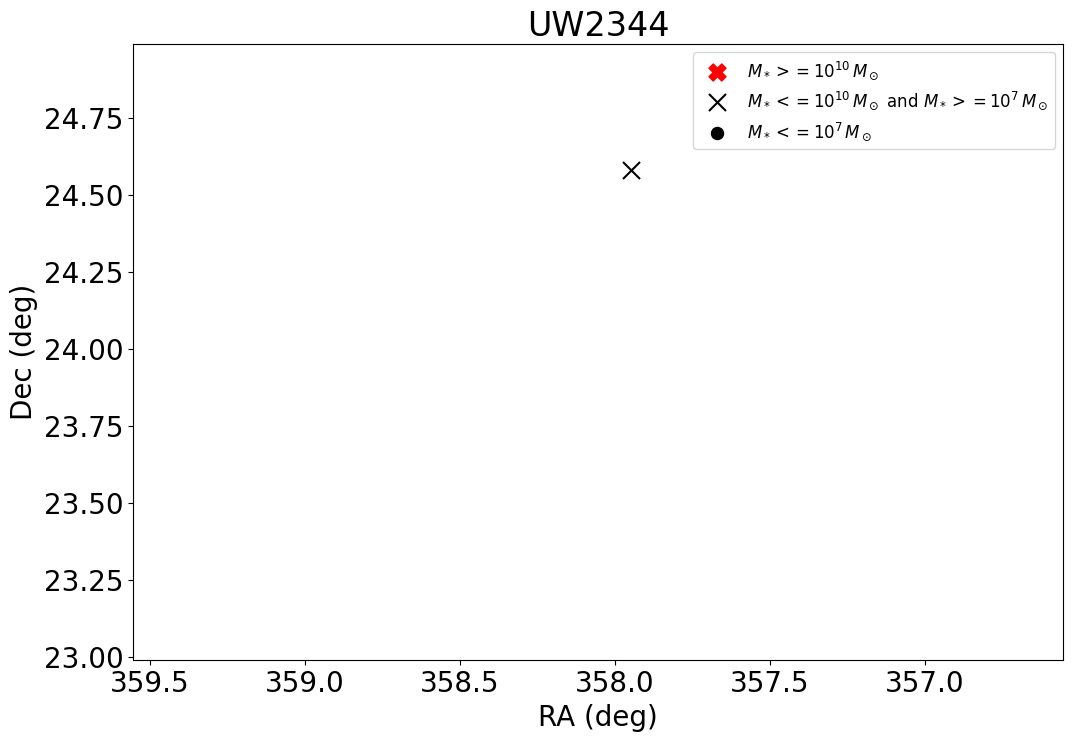 UW2344
M* >= 10^10 M⊙
M* <= 10^10 M⊙ and M* >= 10^7 M⊙
M* <= 10^7 M⊙
24.75
24.50
24.25
24.00
23.75
23.50
23.25
23.00
Dec (deg)
359.5 359.0 358.5 358.0 357.5 357.0
RA (deg)